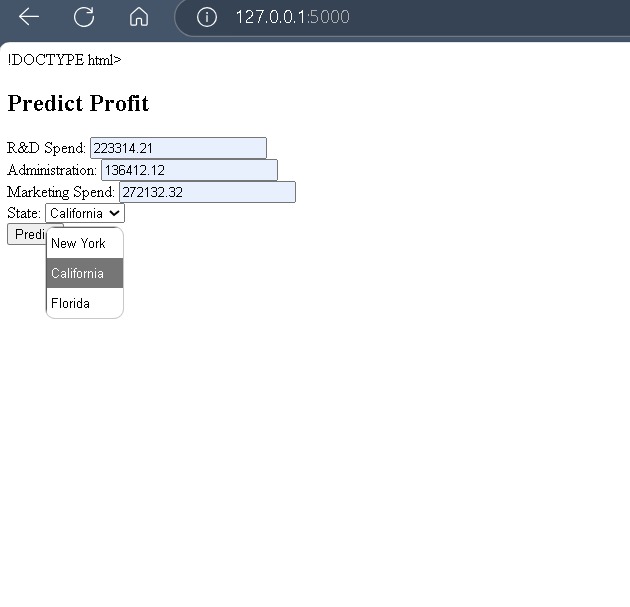 127.0.0.1:5000
!DOCTYPE html>
Predict Profit
R&D Spend: 223314.21
Administration: 136412.12
Marketing Spend: 272132.32
State: California
Predi
New York
California
Florida